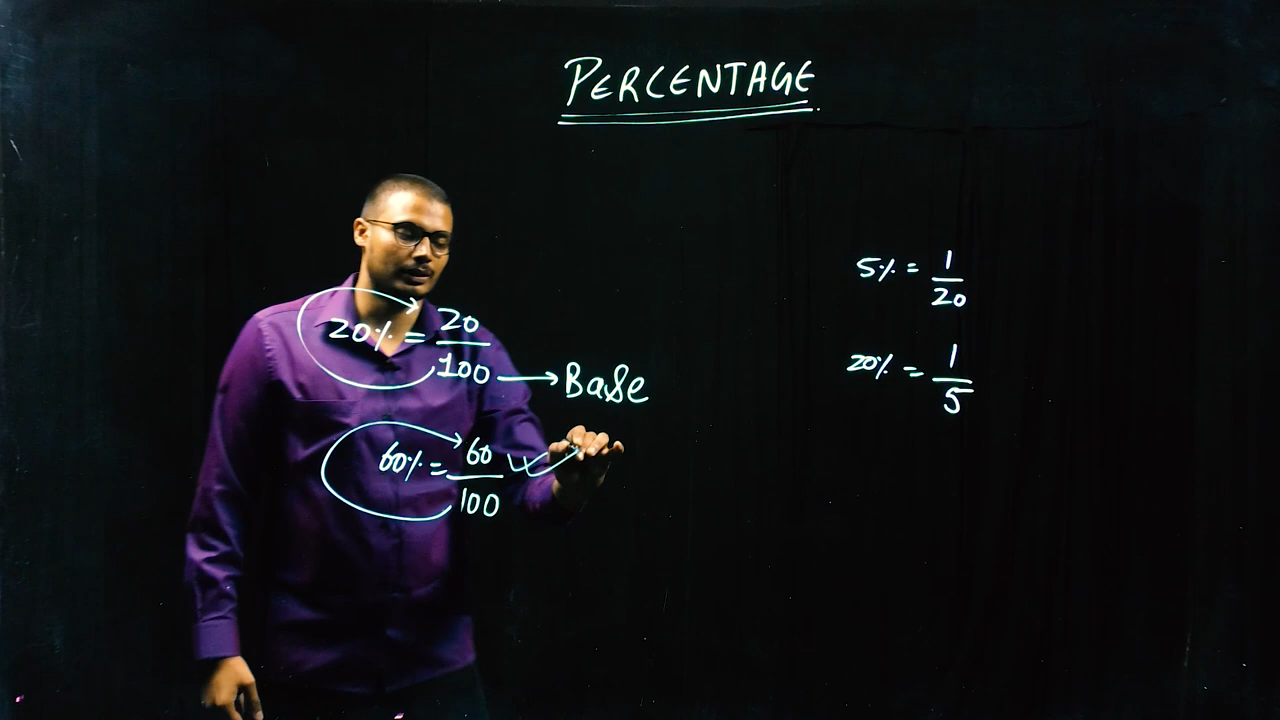 PERCENTAGE
20% = 20/100 → Base
60% = 60/100
5% = 1/20
20% = 1/5